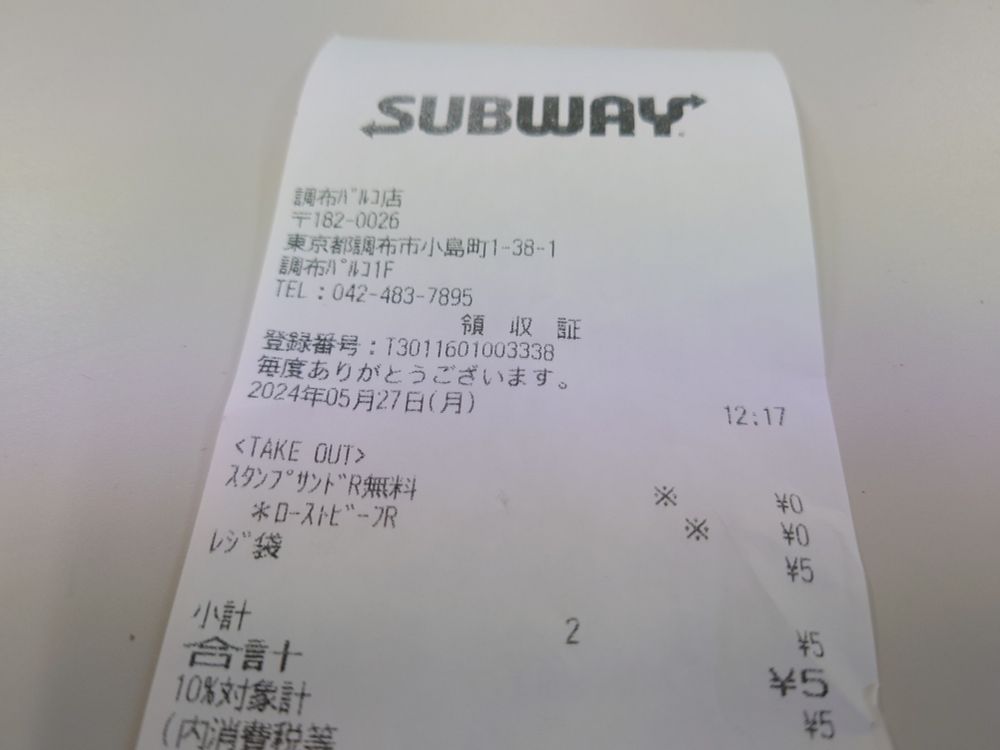 SUBWAY
調布ﾊﾟﾙｺ店
〒182-0026
東京都調布市小島町1-38-1
調布ﾊﾟﾙｺ1F
TEL:042-483-7895
領 収 証
登録番号:T3011601003338
毎度ありがとうございます。
2024年05月27日(月) 12:17
<TAKE OUT>
ｽﾀﾝﾌﾟｻﾝﾄﾞR無料 ※ ¥0
*ﾛｰｽﾄﾋﾞｰﾌR ※ ¥0
ﾚｼﾞ袋 ¥5
小計 2 ¥5
合計 ¥5
10%対象計 ¥5
(内消費税等